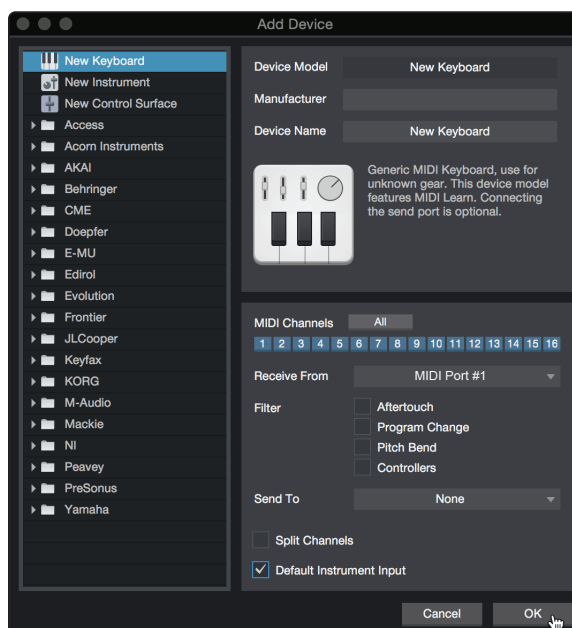 Add Device
New Keyboard
New Instrument
New Control Surface
Access
Acorn Instruments
AKAI
Behringer
CME
Doepfer
E-MU
Edirol
Evolution
Frontier
JLCooper
Keyfax
KORG
M-Audio
Mackie
NI
Peavey
PreSonus
Yamaha
Device Model New Keyboard
Manufacturer
Device Name New Keyboard
Generic MIDI Keyboard, use for
unknown gear. This device model
features MIDI Learn. Connecting
the send port is optional.
MIDI Channels All
1 2 3 4 5 6 7 8 9 10 11 12 13 14 15 16
Receive From MIDI Port #1
Filter Aftertouch
Program Change
Pitch Bend
Controllers
Send To None
Split Channels
Default Instrument Input
Cancel OK